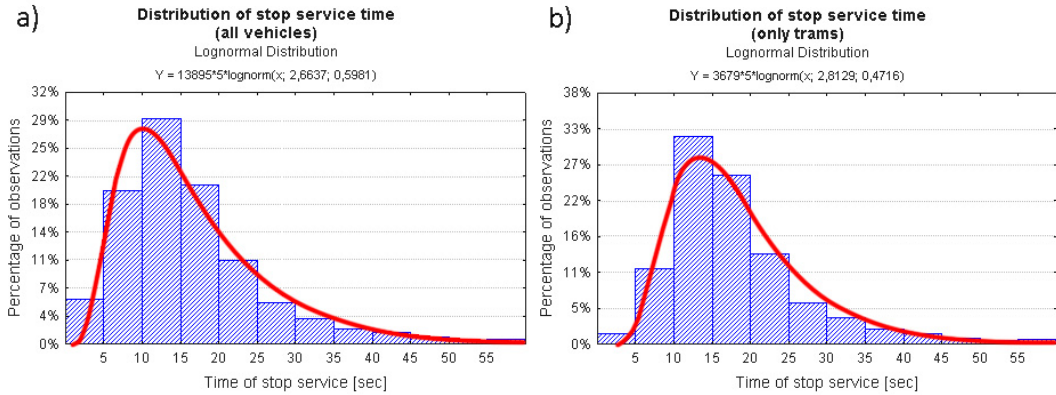 a)
Distribution of stop service time
(all vehicles)
Lognormal Distribution
Y = 13895*5*lognorm(x; 2,6637; 0,5981)
32%
29%
25%
22%
18%
14%
11%
7%
4%
0%
Percentage of observations
5 10 15 20 25 30 35 40 45 50 55
Time of stop service [sec]
b)
Distribution of stop service time
(only trams)
Lognormal Distribution
Y = 3679*5*lognorm(x; 2,8129; 0,4716)
38%
33%
27%
22%
16%
11%
5%
0%
Percentage of observations
5 10 15 20 25 30 35 40 45 50 55
Time of stop service [sec]